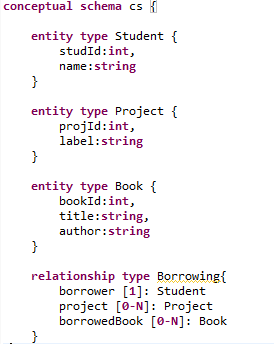 conceptual schema cs {
entity type Student {
studId:int,
name:string
}
entity type Project {
projId:int,
label:string
}
entity type Book {
bookId:int,
title:string,
author:string
}
relationship type Borrowing{
borrower [1]: Student
project [0-N]: Project
borrowedBook [0-N]: Book
}